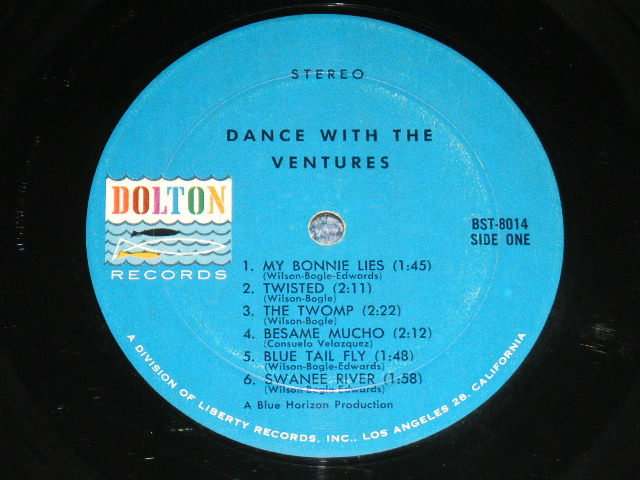 STEREO
DANCE WITH THE
VENTURES
DOLTON
RECORDS
BST-8014
SIDE ONE
1. MY BONNIE LIES (1:45)
(Wilson-Bogle-Edwards)
2. TWISTED (2:11)
(Wilson-Bogle)
3. THE TWOMP (2:22)
(Wilson-Bogle)
4. BESAME MUCHO (2:12)
(Consuelo Velazquez)
5. BLUE TAIL FLY (1:48)
(Wilson-Bogle-Edwards)
6. SWANEE RIVER (1:58)
(Wilson-Bogle-Edwards)
A Blue Horizon Production
A DIVISION OF LIBERTY RECORDS, INC., LOS ANGELES 28, CALIFORNIA